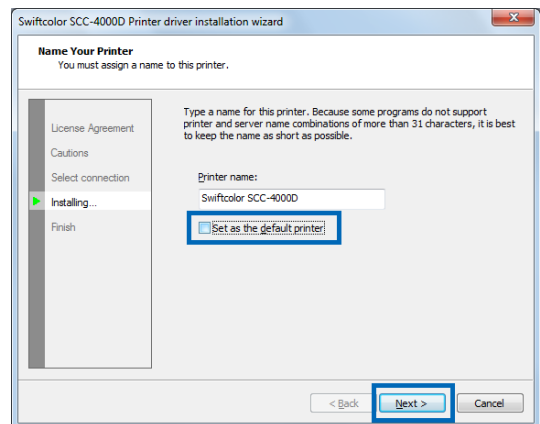 Swiftcolor SCC-4000D Printer driver installation wizard
Name Your Printer
You must assign a name to this printer.
License Agreement
Cautions
Select connection
Installing...
Finish
Type a name for this printer. Because some programs do not support
printer and server name combinations of more than 31 characters, it is best
to keep the name as short as possible.
Printer name:
Swiftcolor SCC-4000D
Set as the default printer
< Back
Next >
Cancel